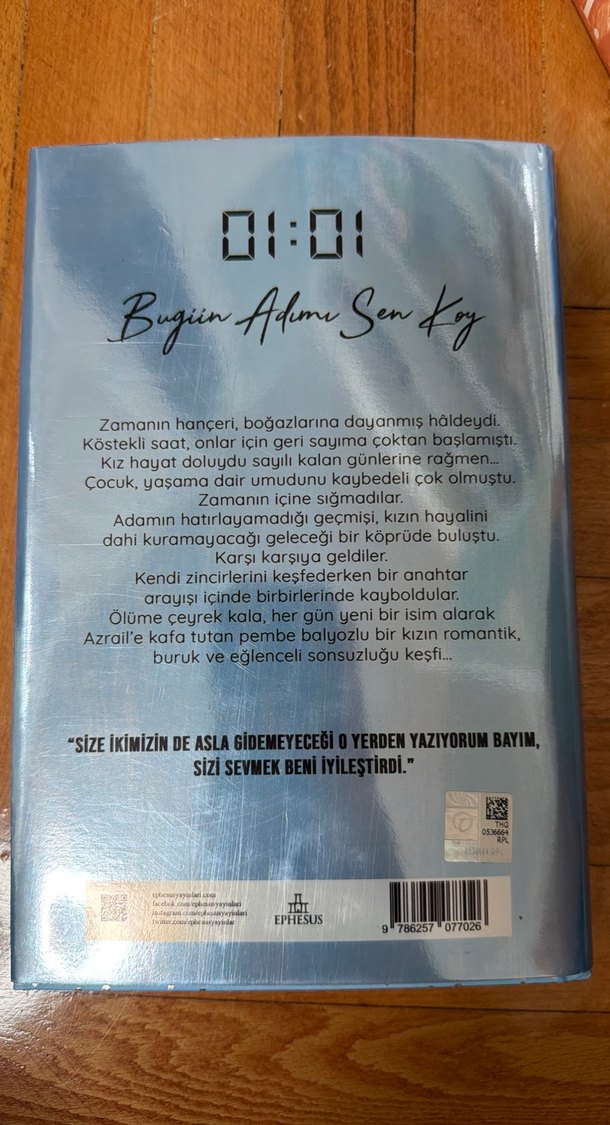 01:01
Bugün Adımı Sen Koy
Zamanın hançeri, boğazlarına dayanmış hâldeydi.
Köstekli saat, onlar için geri sayıma çoktan başlamıştı.
Kız hayat doluydu sayılı kalan günlerine rağmen...
Çocuk, yaşama dair umudunu kaybedeli çok olmuştu.
Zamanın içine sığmadılar.
Adamın hatırlayamadığı geçmişi, kızın hayalini
dahi kuramayacağı geleceği bir köprüde buluştu.
Karşı karşıya geldiler.
Kendi zincirlerini keşfederken bir anahtar
arayışı içinde birbirlerinde kayboldular.
Ölüme çeyrek kala, her gün yeni bir isim alarak
Azrail'e kafa tutan pembe balyozlu bir kızın romantik,
buruk ve eğlenceli sonsuzluğu keşfi...
"SİZE İKİMİZİN DE ASLA GİDEMEYECEĞİ O YERDEN YAZIYORUM BAYIM,
SİZİ SEVMEK BENİ İYİLEŞTİRDİ."
THG
0536664
RPL
0536664 RPL
ephesusyayinlari.com
facebok.com/ephesusyayinlari
instagram.com/ephesusyayinlari
twitter.com/ephesusyayinlar
EPHESUS
9 786257 077026